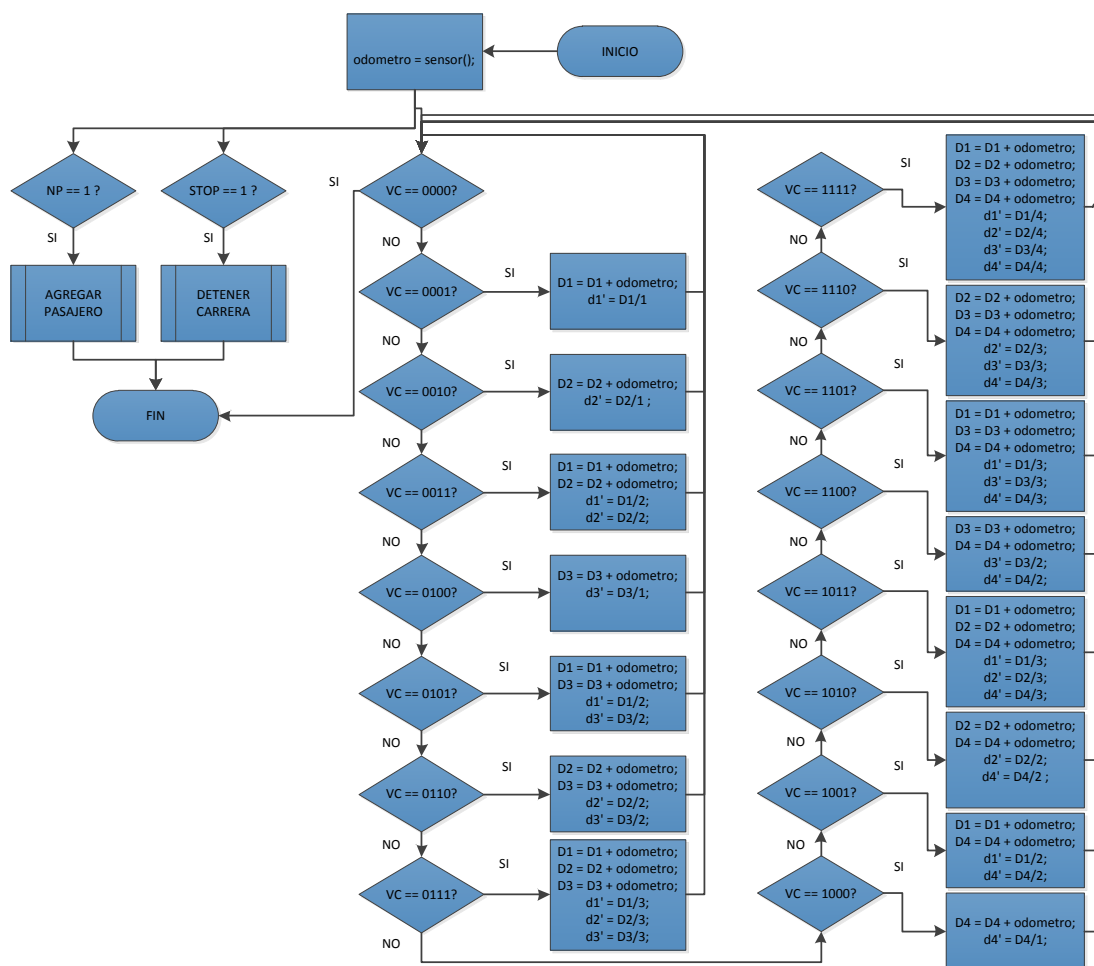 INICIO
odometro = sensor();
NP == 1 ?
SI
AGREGAR
PASAJERO
STOP == 1 ?
SI
DETENER
CARRERA
FIN
VC == 0000?
SI
NO
VC == 0001?
SI
D1 = D1 + odometro;
d1' = D1/1
NO
VC == 0010?
SI
D2 = D2 + odometro;
d2' = D2/1 ;
NO
VC == 0011?
SI
D1 = D1 + odometro;
D2 = D2 + odometro;
d1' = D1/2;
d2' = D2/2;
NO
VC == 0100?
SI
D3 = D3 + odometro;
d3' = D3/1;
NO
VC == 0101?
SI
D1 = D1 + odometro;
D3 = D3 + odometro;
d1' = D1/2;
d3' = D3/2;
NO
VC == 0110?
SI
D2 = D2 + odometro;
D3 = D3 + odometro;
d2' = D2/2;
d3' = D3/2;
NO
VC == 0111?
SI
D1 = D1 + odometro;
D2 = D2 + odometro;
D3 = D3 + odometro;
d1' = D1/3;
d2' = D2/3;
d3' = D3/3;
NO
VC == 1111?
SI
D1 = D1 + odometro;
D2 = D2 + odometro;
D3 = D3 + odometro;
D4 = D4 + odometro;
d1' = D1/4;
d2' = D2/4;
d3' = D3/4;
d4' = D4/4;
NO
VC == 1110?
SI
D2 = D2 + odometro;
D3 = D3 + odometro;
D4 = D4 + odometro;
d2' = D2/3;
d3' = D3/3;
d4' = D4/3;
NO
VC == 1101?
SI
D1 = D1 + odometro;
D3 = D3 + odometro;
D4 = D4 + odometro;
d1' = D1/3;
d3' = D3/3;
d4' = D4/3;
NO
VC == 1100?
SI
D3 = D3 + odometro;
D4 = D4 + odometro;
d3' = D3/2;
d4' = D4/2;
NO
VC == 1011?
SI
D1 = D1 + odometro;
D2 = D2 + odometro;
D4 = D4 + odometro;
d1' = D1/3;
d2' = D2/3;
d4' = D4/3;
NO
VC == 1010?
SI
D2 = D2 + odometro;
D4 = D4 + odometro;
d2' = D2/2;
d4' = D4/2 ;
NO
VC == 1001?
SI
D1 = D1 + odometro;
D4 = D4 + odometro;
d1' = D1/2;
d4' = D4/2;
NO
VC == 1000?
SI
D4 = D4 + odometro;
d4' = D4/1;